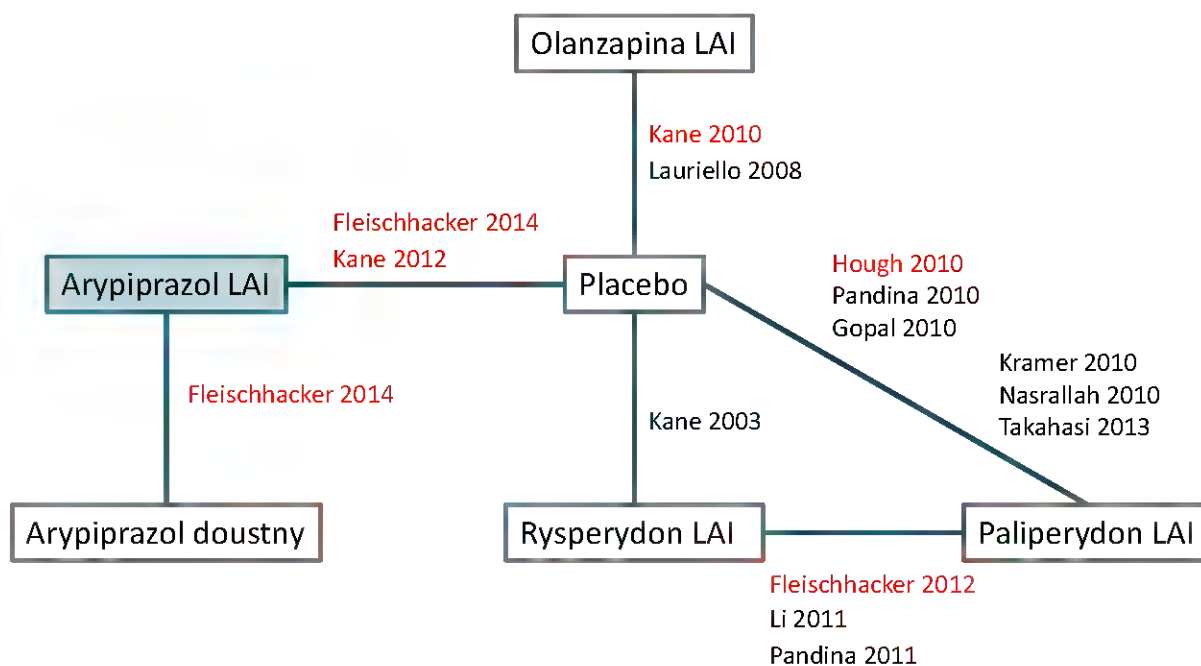 Olanzapina LAI
Kane 2010
Lauriello 2008
Fleischhacker 2014
Kane 2012
Arypiprazol LAI
Placebo
Hough 2010
Pandina 2010
Gopal 2010
Kramer 2010
Nasrallah 2010
Takahasi 2013
Fleischhacker 2014
Kane 2003
Arypiprazol doustny
Rysperydon LAI
Paliperydon LAI
Fleischhacker 2012
Li 2011
Pandina 2011